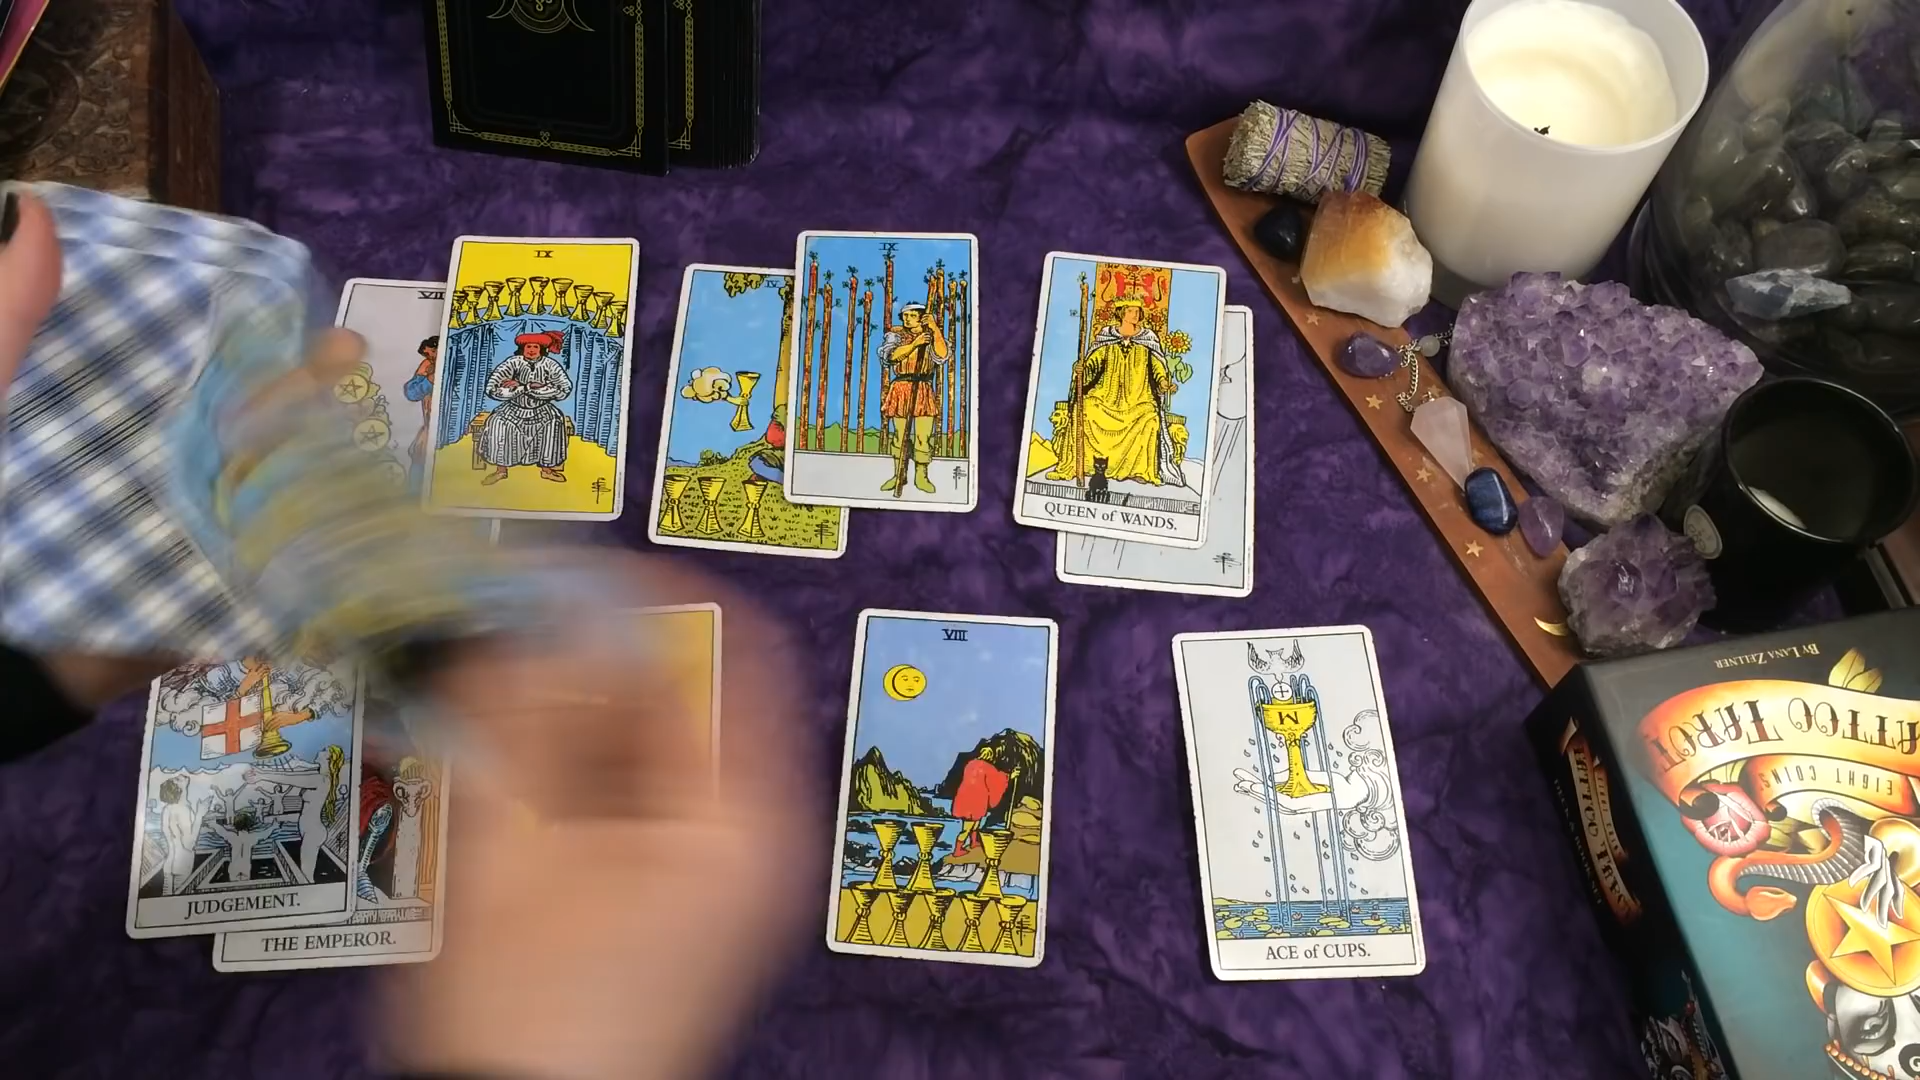 VII
IX
IV
IX
QUEEN of WANDS.
VIII
M
JUDGEMENT.
THE EMPEROR.
ACE of CUPS.
BY LANA ZELLNER
TATTOO TAROT
EIGHT COINS'